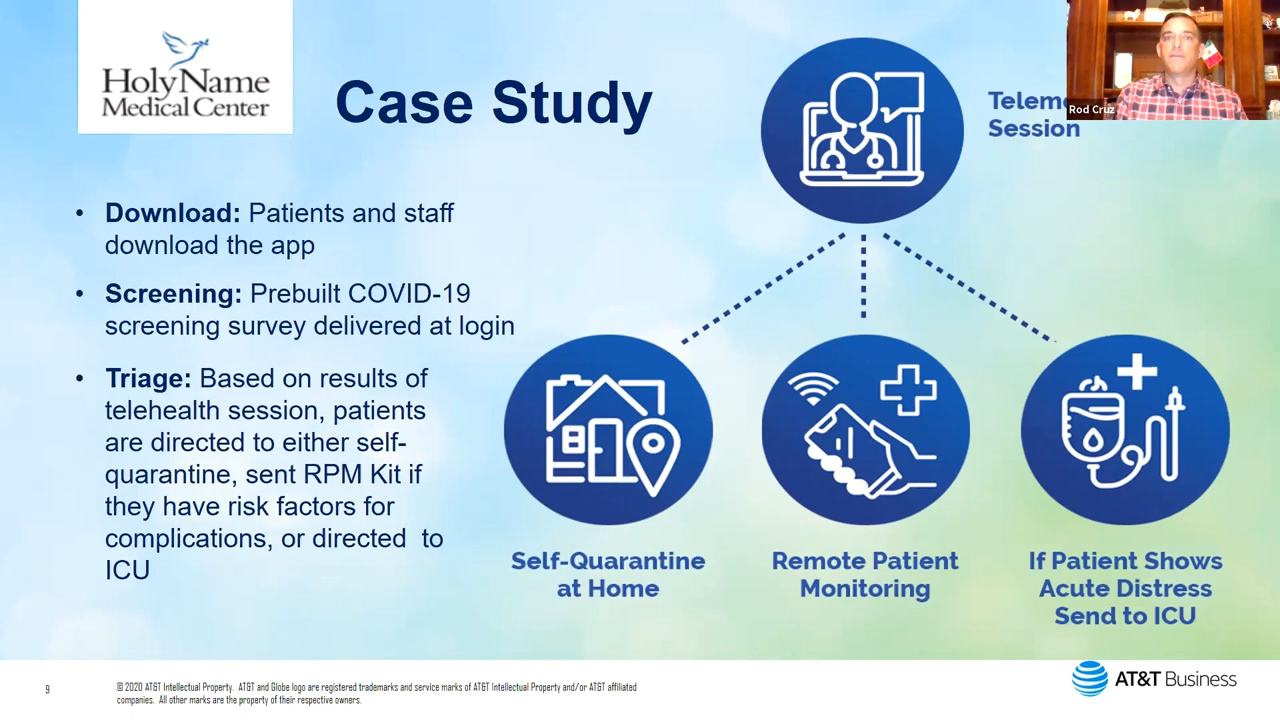 HolyName
Medical Center
Case Study
Session
Rod Cruz
• Download: Patients and staff
download the app
• Screening: Prebuilt COVID-19
screening survey delivered at login
• Triage: Based on results of
telehealth session, patients
are directed to either self-
quarantine, sent RPM Kit if
they have risk factors for
complications, or directed to
ICU
Self-Quarantine
at Home
Remote Patient
Monitoring
If Patient Shows
Acute Distress
Send to ICU
9
© 2020 AT&T Intellectual Property. AT&T and Globe logo are registered trademarks and service marks of AT&T Intellectual Property and/or AT&T affiliated
companies. All other marks are the property of their respective owners.
AT&T Business